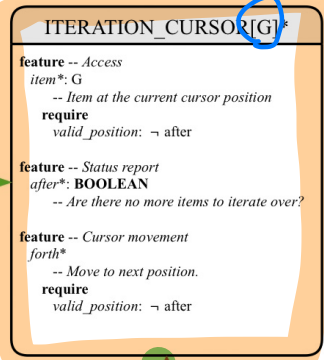 ITERATION_CURSOR[G]*
feature -- Access
item*: G
-- Item at the current cursor position
require
valid_position: ¬ after
feature -- Status report
after*: BOOLEAN
-- Are there no more items to iterate over?
feature -- Cursor movement
forth*
-- Move to next position.
require
valid_position: ¬ after